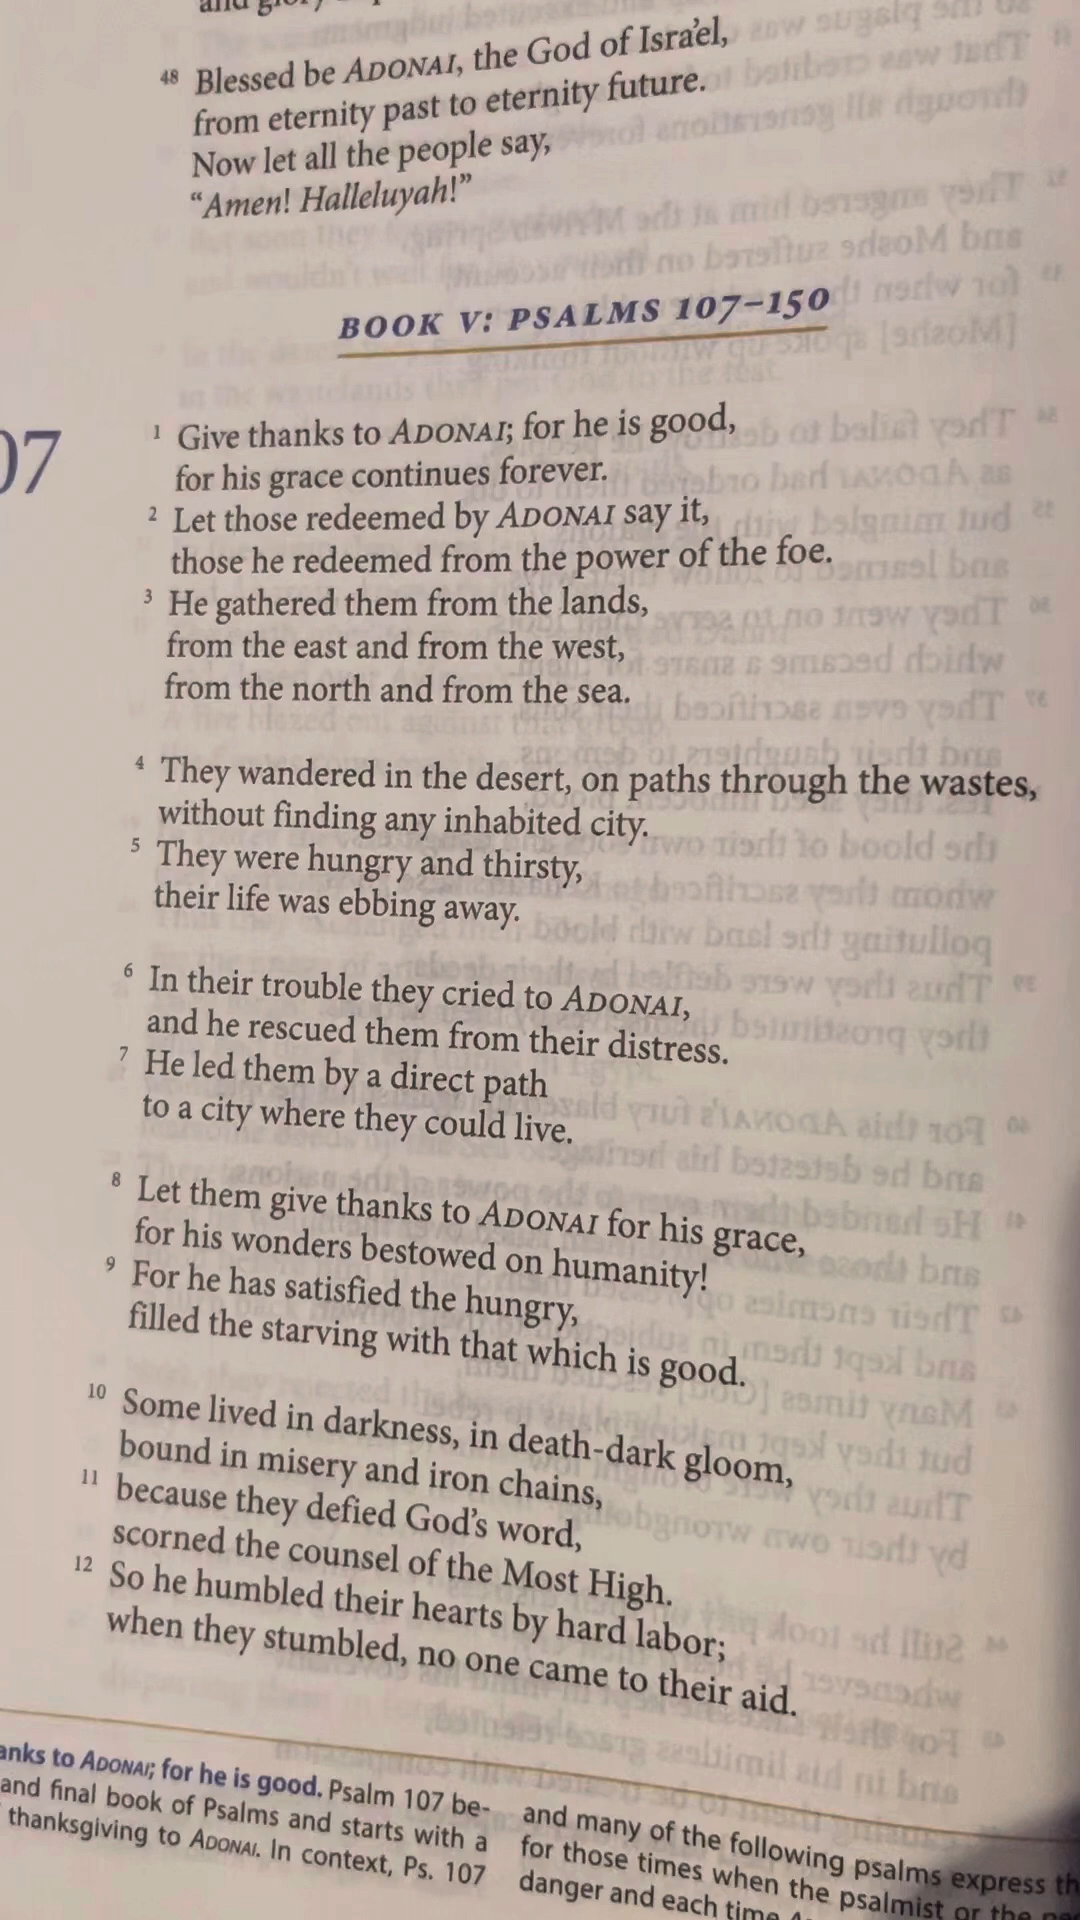 and glory
48 Blessed be ADONAI, the God of Isra'el,
from eternity past to eternity future.
Now let all the people say,
“Amen! Halleluyah!”
BOOK V: PSALMS 107–150
07
1 Give thanks to ADONAI; for he is good,
for his grace continues forever.
2 Let those redeemed by ADONAI say it,
those he redeemed from the power of the foe.
3 He gathered them from the lands,
from the east and from the west,
from the north and from the sea.
4 They wandered in the desert, on paths through the wastes,
without finding any inhabited city.
5 They were hungry and thirsty,
their life was ebbing away.
6 In their trouble they cried to ADONAI,
and he rescued them from their distress.
7 He led them by a direct path
to a city where they could live.
8 Let them give thanks to ADONAI for his grace,
for his wonders bestowed on humanity!
9 For he has satisfied the hungry,
filled the starving with that which is good.
10 Some lived in darkness, in death-dark gloom,
bound in misery and iron chains,
11 because they defied God’s word,
scorned the counsel of the Most High.
12 So he humbled their hearts by hard labor;
when they stumbled, no one came to their aid.
anks to ADONAI; for he is good. Psalm 107 be-
and final book of Psalms and starts with a
thanksgiving to ADONAI. In context, Ps. 107
and many of the following psalms express th
for those times when the psalmist or the
danger and each time